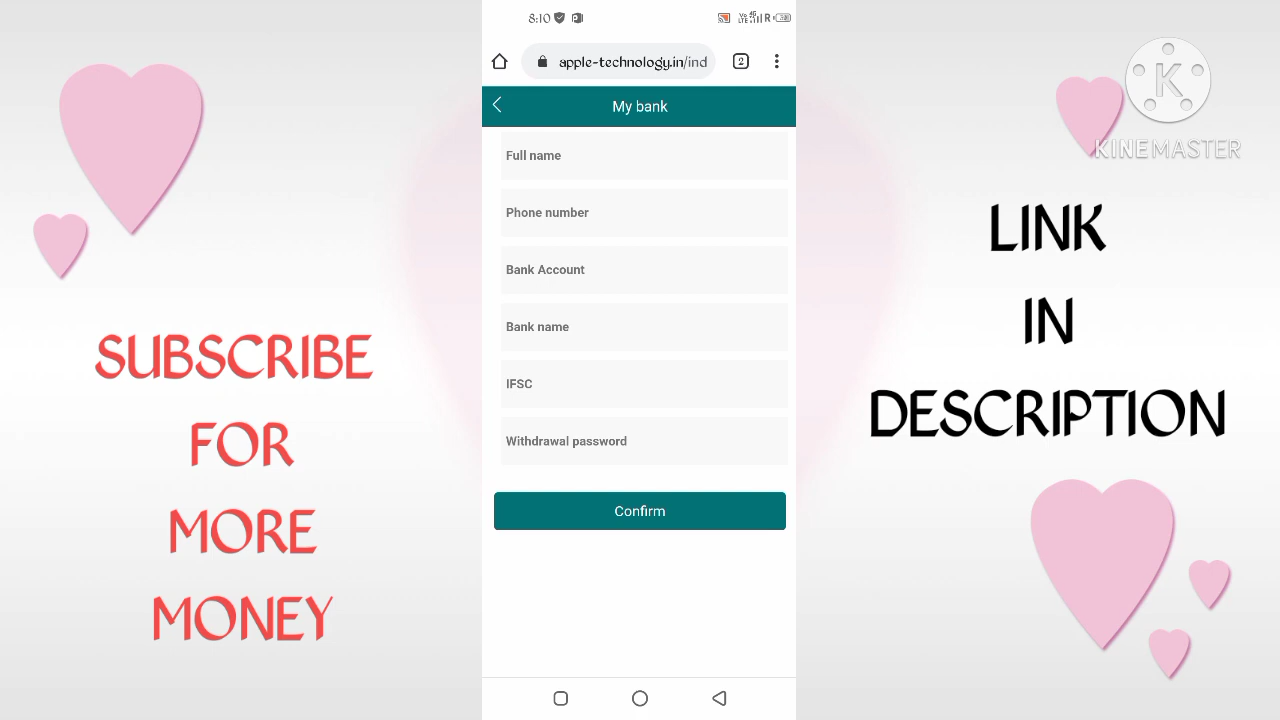 8:10
apple-technology.in/ind
2
My bank
Full name
Phone number
Bank Account
Bank name
IFSC
Withdrawal password
Confirm
SUBSCRIBE
FOR
MORE
MONEY
K
KINEMASTER
LINK
IN
DESCRIPTION